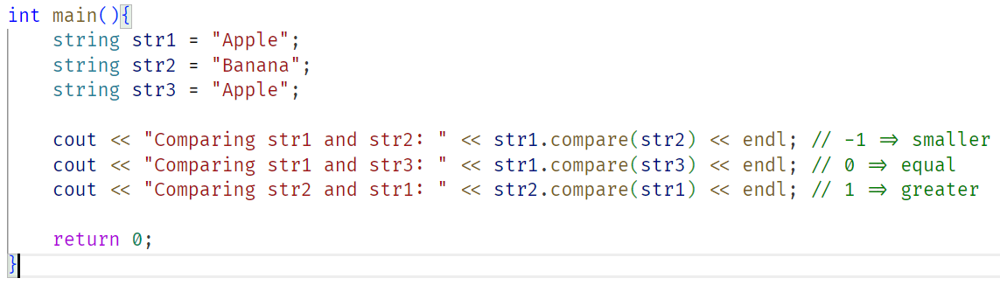 int main(){
    string str1 = "Apple";
    string str2 = "Banana";
    string str3 = "Apple";

    cout << "Comparing str1 and str2: " << str1.compare(str2) << endl; // -1 => smaller
    cout << "Comparing str1 and str3: " << str1.compare(str3) << endl; // 0 => equal
    cout << "Comparing str2 and str1: " << str2.compare(str1) << endl; // 1 => greater

    return 0;
}